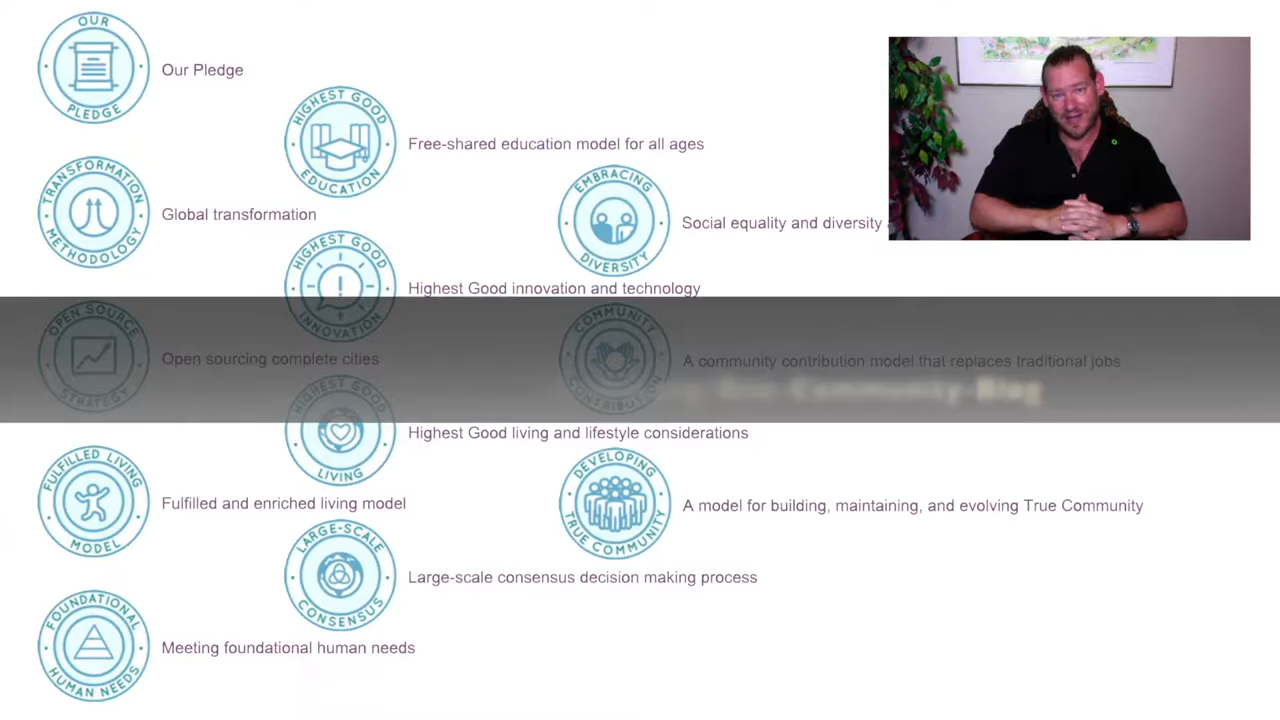 OUR
PLEDGE
Our Pledge
HIGHEST GOOD
EDUCATION
Free-shared education model for all ages
TRANSFORMATION
METHODOLOGY
Global transformation
EMBRACING
DIVERSITY
Social equality and diversity
HIGHEST GOOD
INNOVATION
Highest Good innovation and technology
OPEN SOURCE
STRATEGY
Open sourcing complete cities
COMMUNITY
CONTRIBUTION
A community contribution model that replaces traditional jobs
HIGHEST GOOD
LIVING
Highest Good living and lifestyle considerations
FULFILLED LIVING
MODEL
Fulfilled and enriched living model
DEVELOPING
TRUE COMMUNITY
A model for building, maintaining, and evolving True Community
LARGE-SCALE
CONSENSUS
Large-scale consensus decision making process
FOUNDATIONAL
HUMAN NEEDS
Meeting foundational human needs